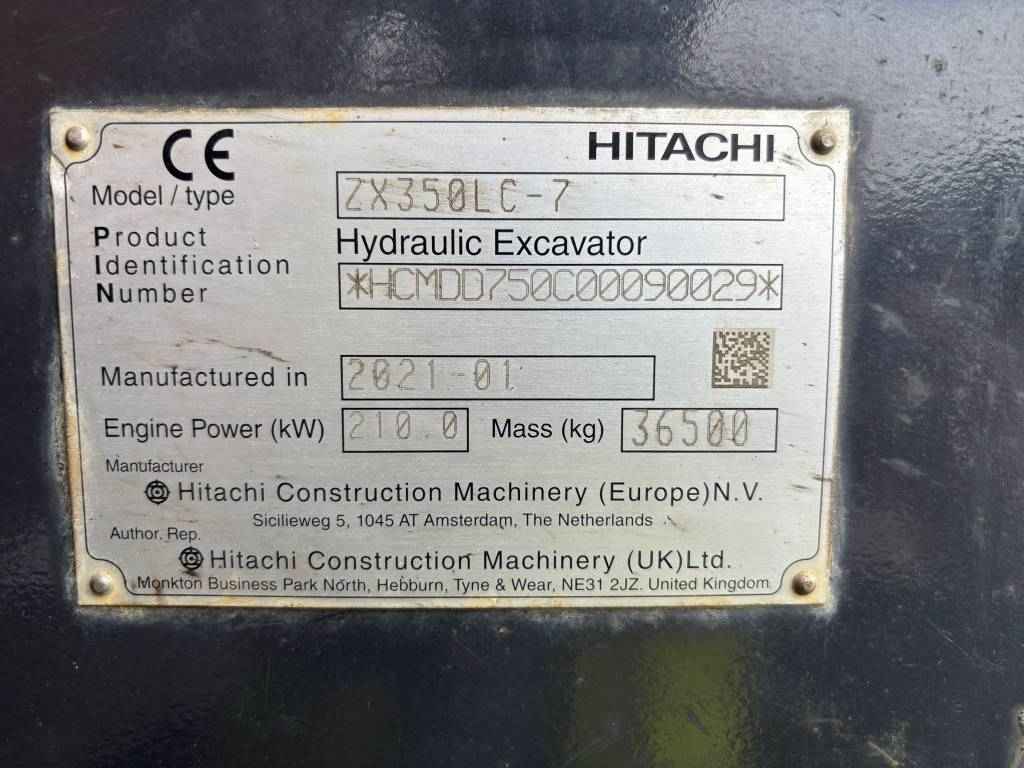 CE HITACHI
Model / type ZX350LC-7
Product Hydraulic Excavator
Identification
Number *HCMDD750C00090029*
Manufactured in 2021-01
Engine Power (kW) 210.0 Mass (kg) 36500
Manufacturer
Hitachi Construction Machinery (Europe)N.V.
Sicilieweg 5, 1045 AT Amsterdam, The Netherlands
Author. Rep.
Hitachi Construction Machinery (UK)Ltd.
Monkton Business Park North, Hebburn, Tyne & Wear, NE31 2JZ. United Kingdom